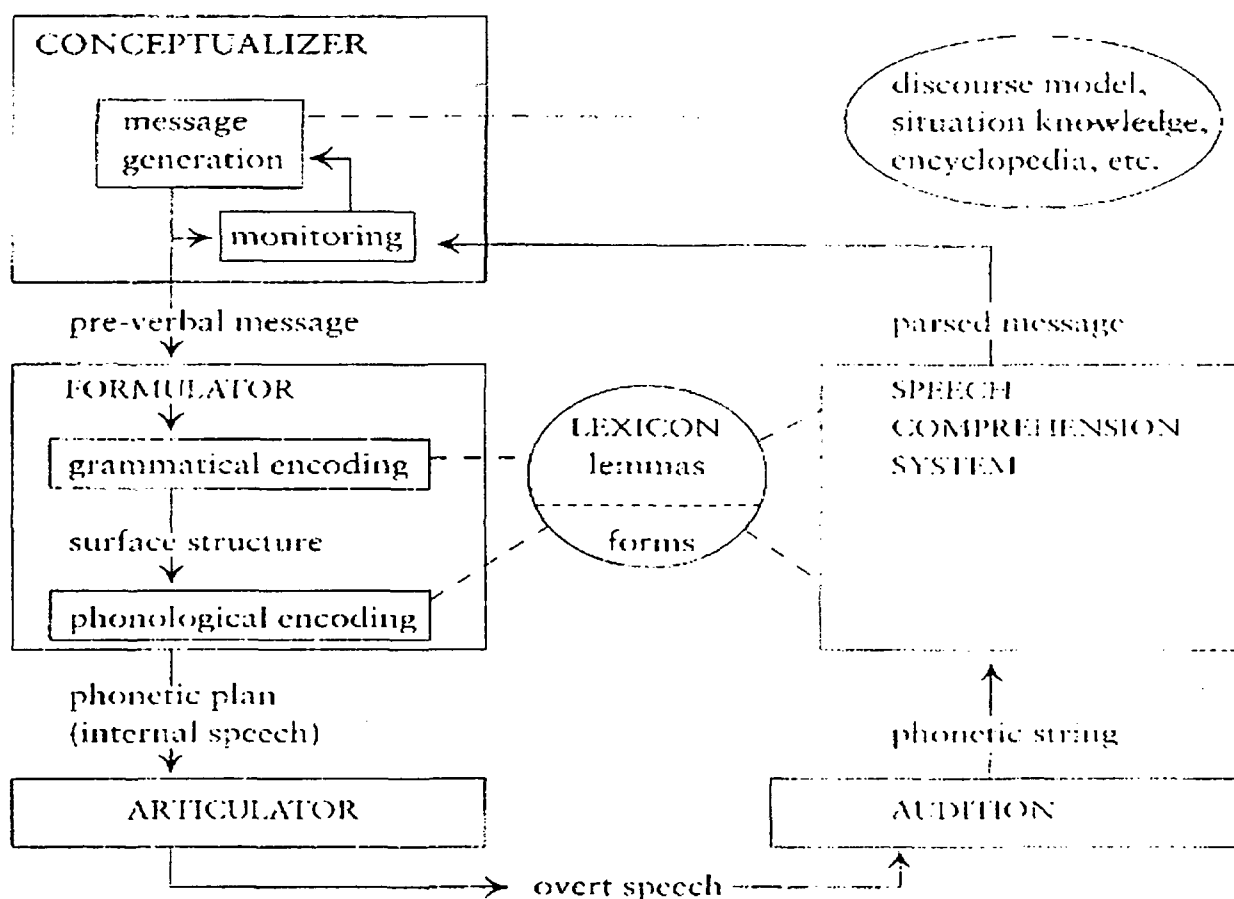 CONCEPTUALIZER
message
generation
monitoring
discourse model,
situation knowledge,
encyclopedia, etc.
pre-verbal message
parsed message
FORMULATOR
grammatical encoding
surface structure
phonological encoding
LEXICON
lemmas
forms
SPEECH
COMPREHENSION
SYSTEM
phonetic plan
(internal speech)
phonetic string
ARTICULATOR
AUDITION
overt speech